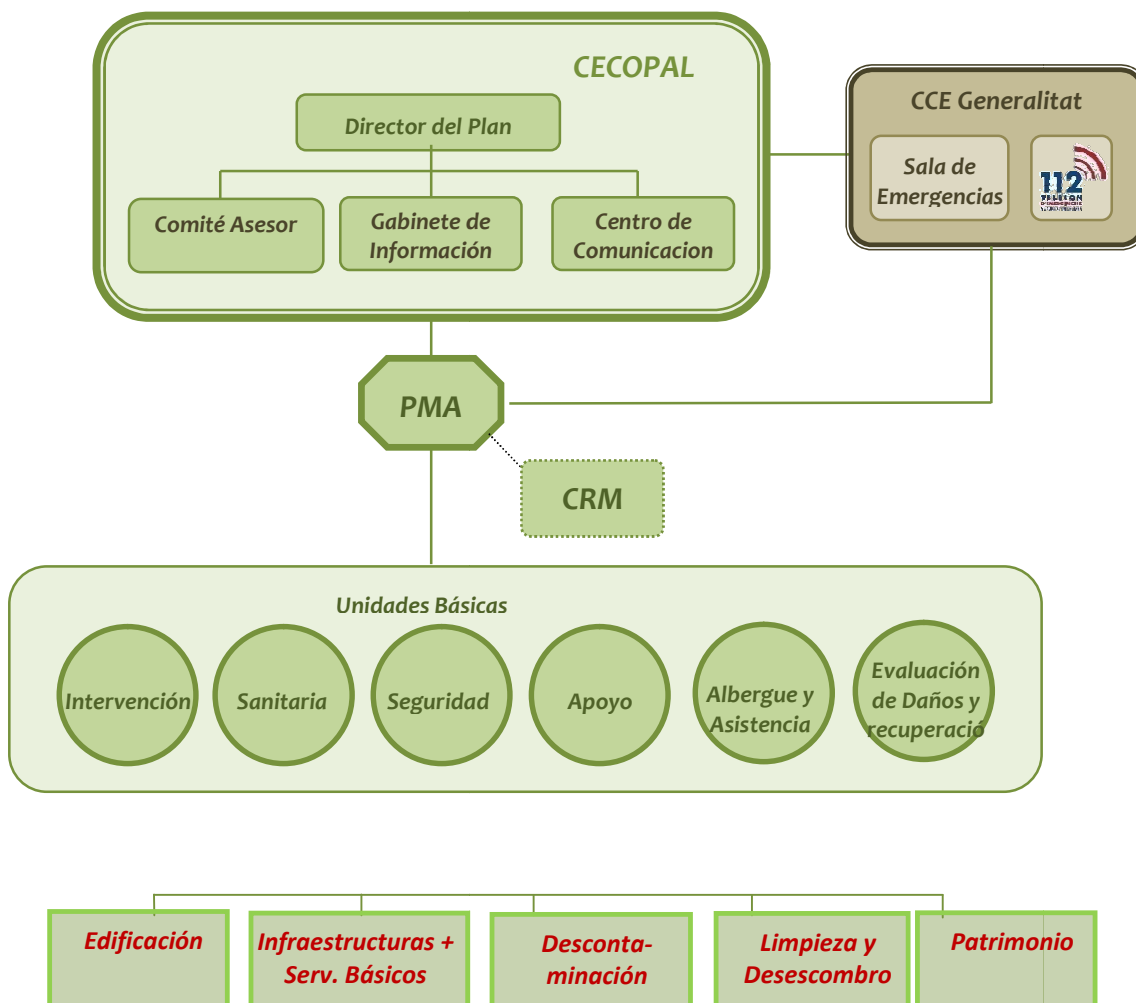 CECOPAL
Director del Plan
Comité Asesor
Gabinete de
Información
Centro de
Comunicacion
CCE Generalitat
Sala de
Emergencias
112
PMA
CRM
Unidades Básicas
Intervención
Sanitaria
Seguridad
Apoyo
Albergue y
Asistencia
Evaluación
de Daños y
recuperació
Edificación
Infraestructuras +
Serv. Básicos
Desconta-
minación
Limpieza y
Desescombro
Patrimonio